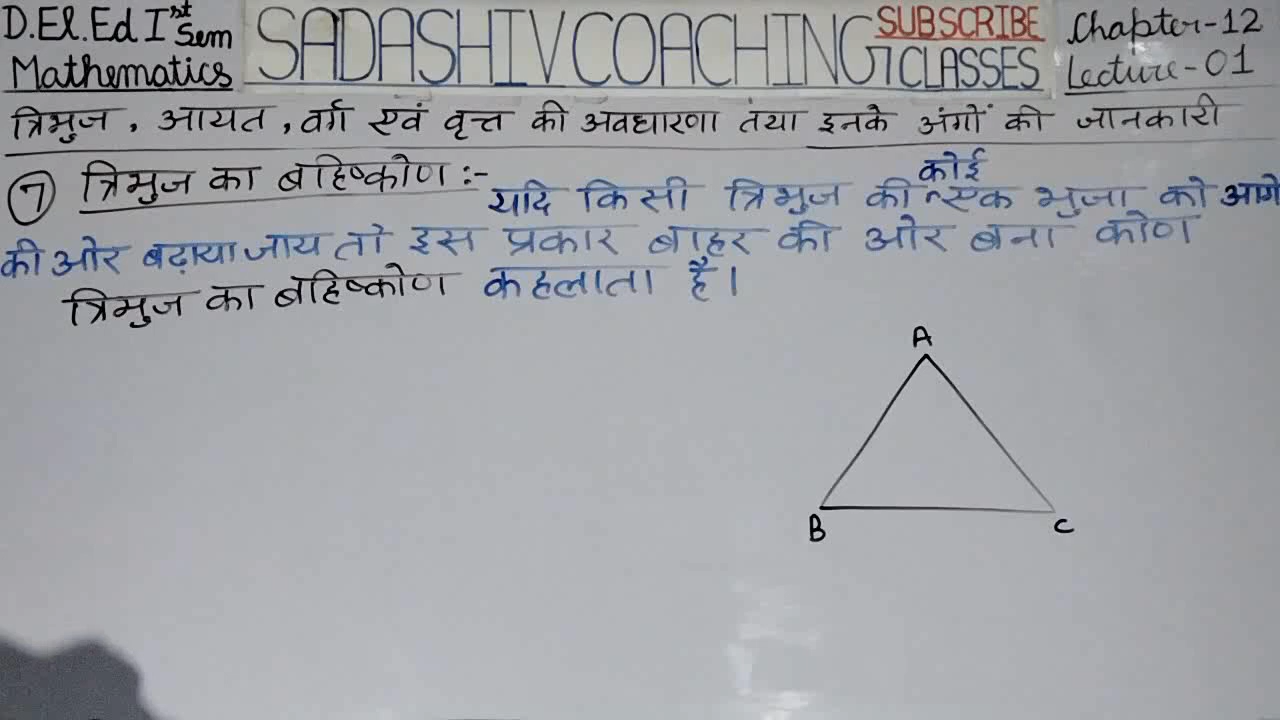 D.El.Ed Ist Sem
Mathematics
SADASHIV COACHING CLASSES
SUBSCRIBE
Chapter-12
Lecture-01
त्रिभुज, आयत, वर्ग एवं वृत्त की अवधारणा तथा इनके अंगों की जानकारी
7 त्रिभुज का बहिष्कोण :-
यदि किसी त्रिभुज की कोई एक भुजा को आगे
की ओर बढ़ाया जाय तो इस प्रकार बाहर की ओर बना कोण
त्रिभुज का बहिष्कोण कहलाता है।
A
B
C